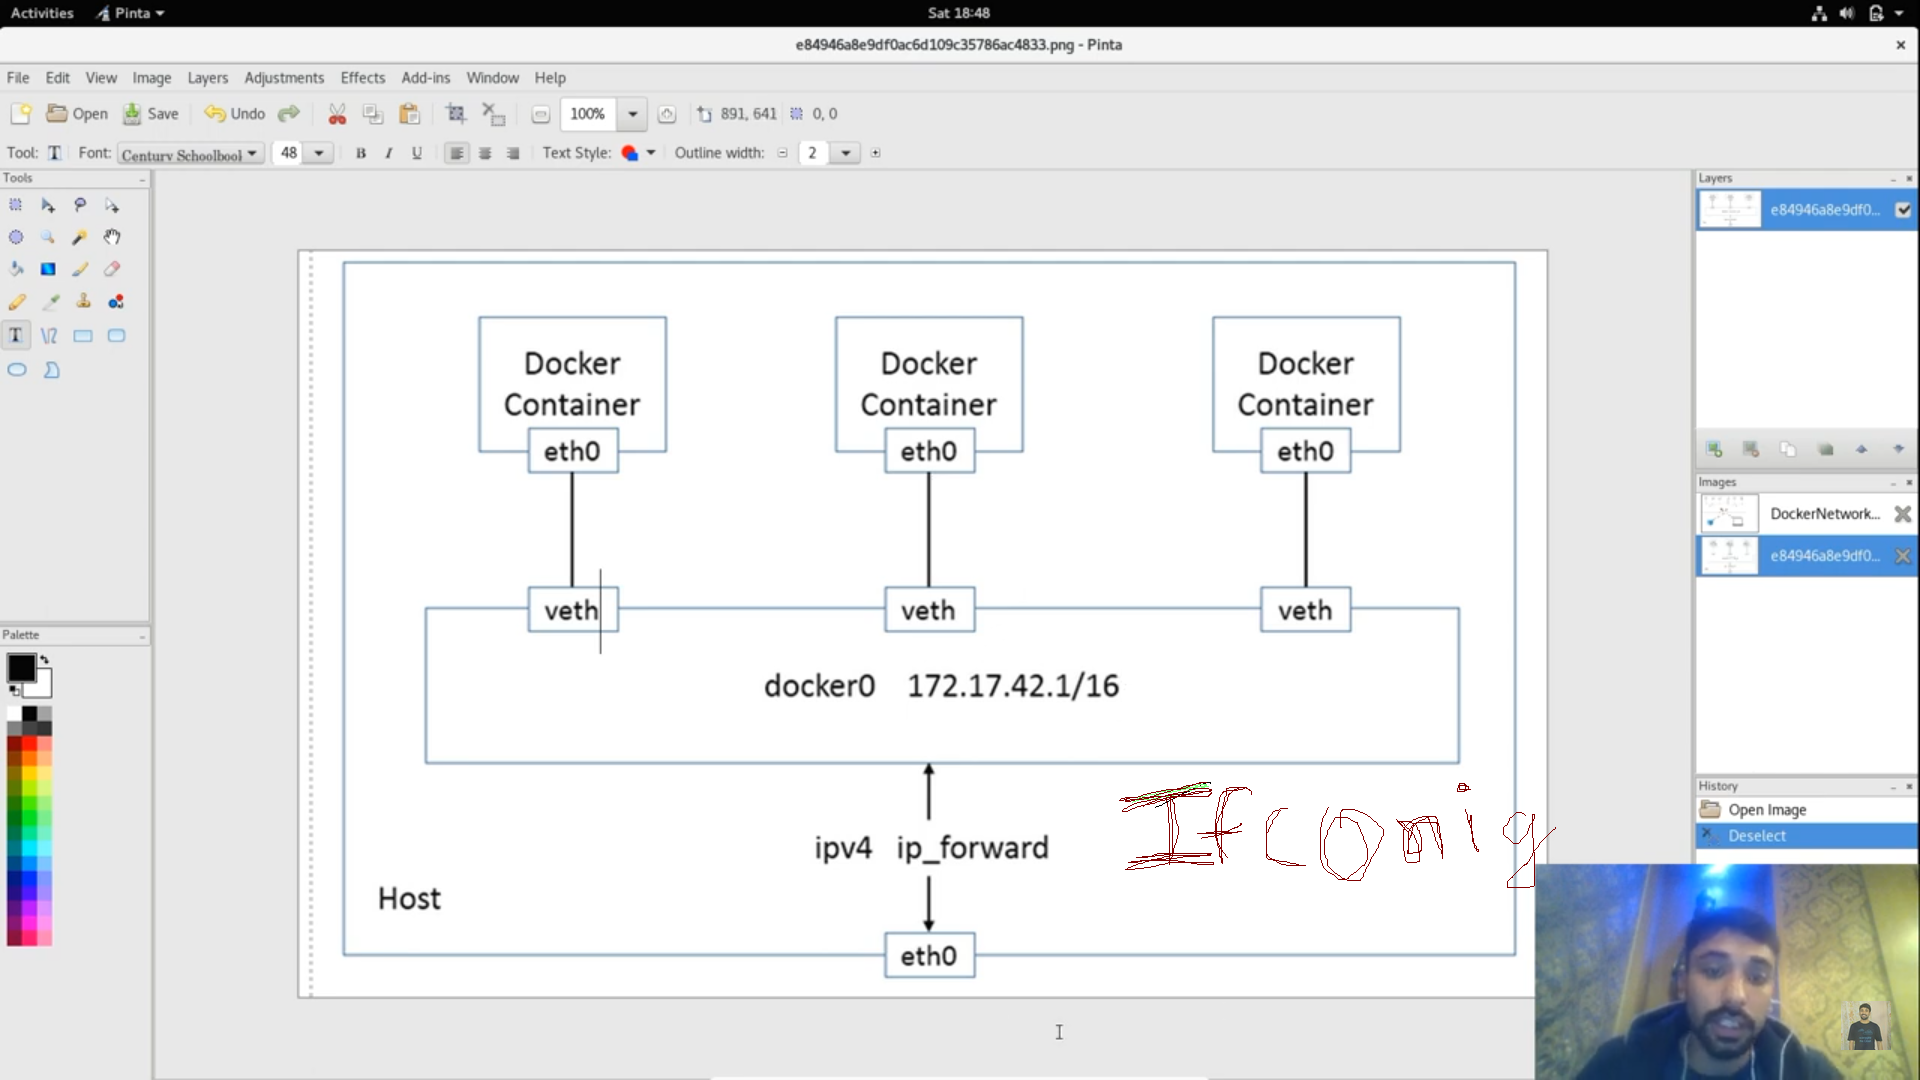 Activities Pinta Sat 18:48
e84946a8e9df0ac6d109c35786ac4833.png - Pinta
File Edit View Image Layers Adjustments Effects Add-ins Window Help
Open Save Undo 100% 891, 641 0, 0
Tool: T Font: Century Schoolbool 48 B I U Text Style: Outline width: 2
Tools
Layers
e84946a8e9df0...
Docker Container
Docker Container
Docker Container
eth0 eth0 eth0
Images
DockerNetwork...
e84946a8e9df0...
veth veth veth
Palette
docker0 172.17.42.1/16
History
Open Image
Deselect
IFconig
ipv4 ip_forward
Host
eth0